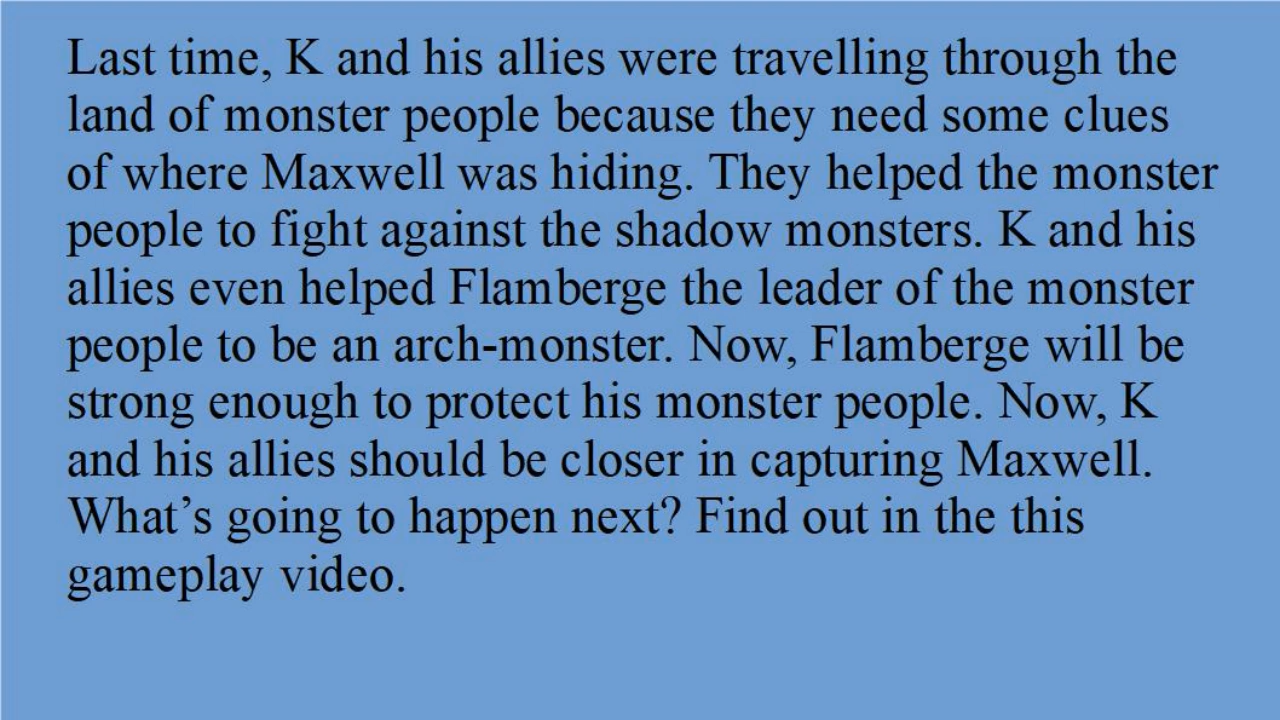 Last time, K and his allies were travelling through the
land of monster people because they need some clues
of where Maxwell was hiding. They helped the monster
people to fight against the shadow monsters. K and his
allies even helped Flamberge the leader of the monster
people to be an arch-monster. Now, Flamberge will be
strong enough to protect his monster people. Now, K
and his allies should be closer in capturing Maxwell.
What’s going to happen next? Find out in the this
gameplay video.